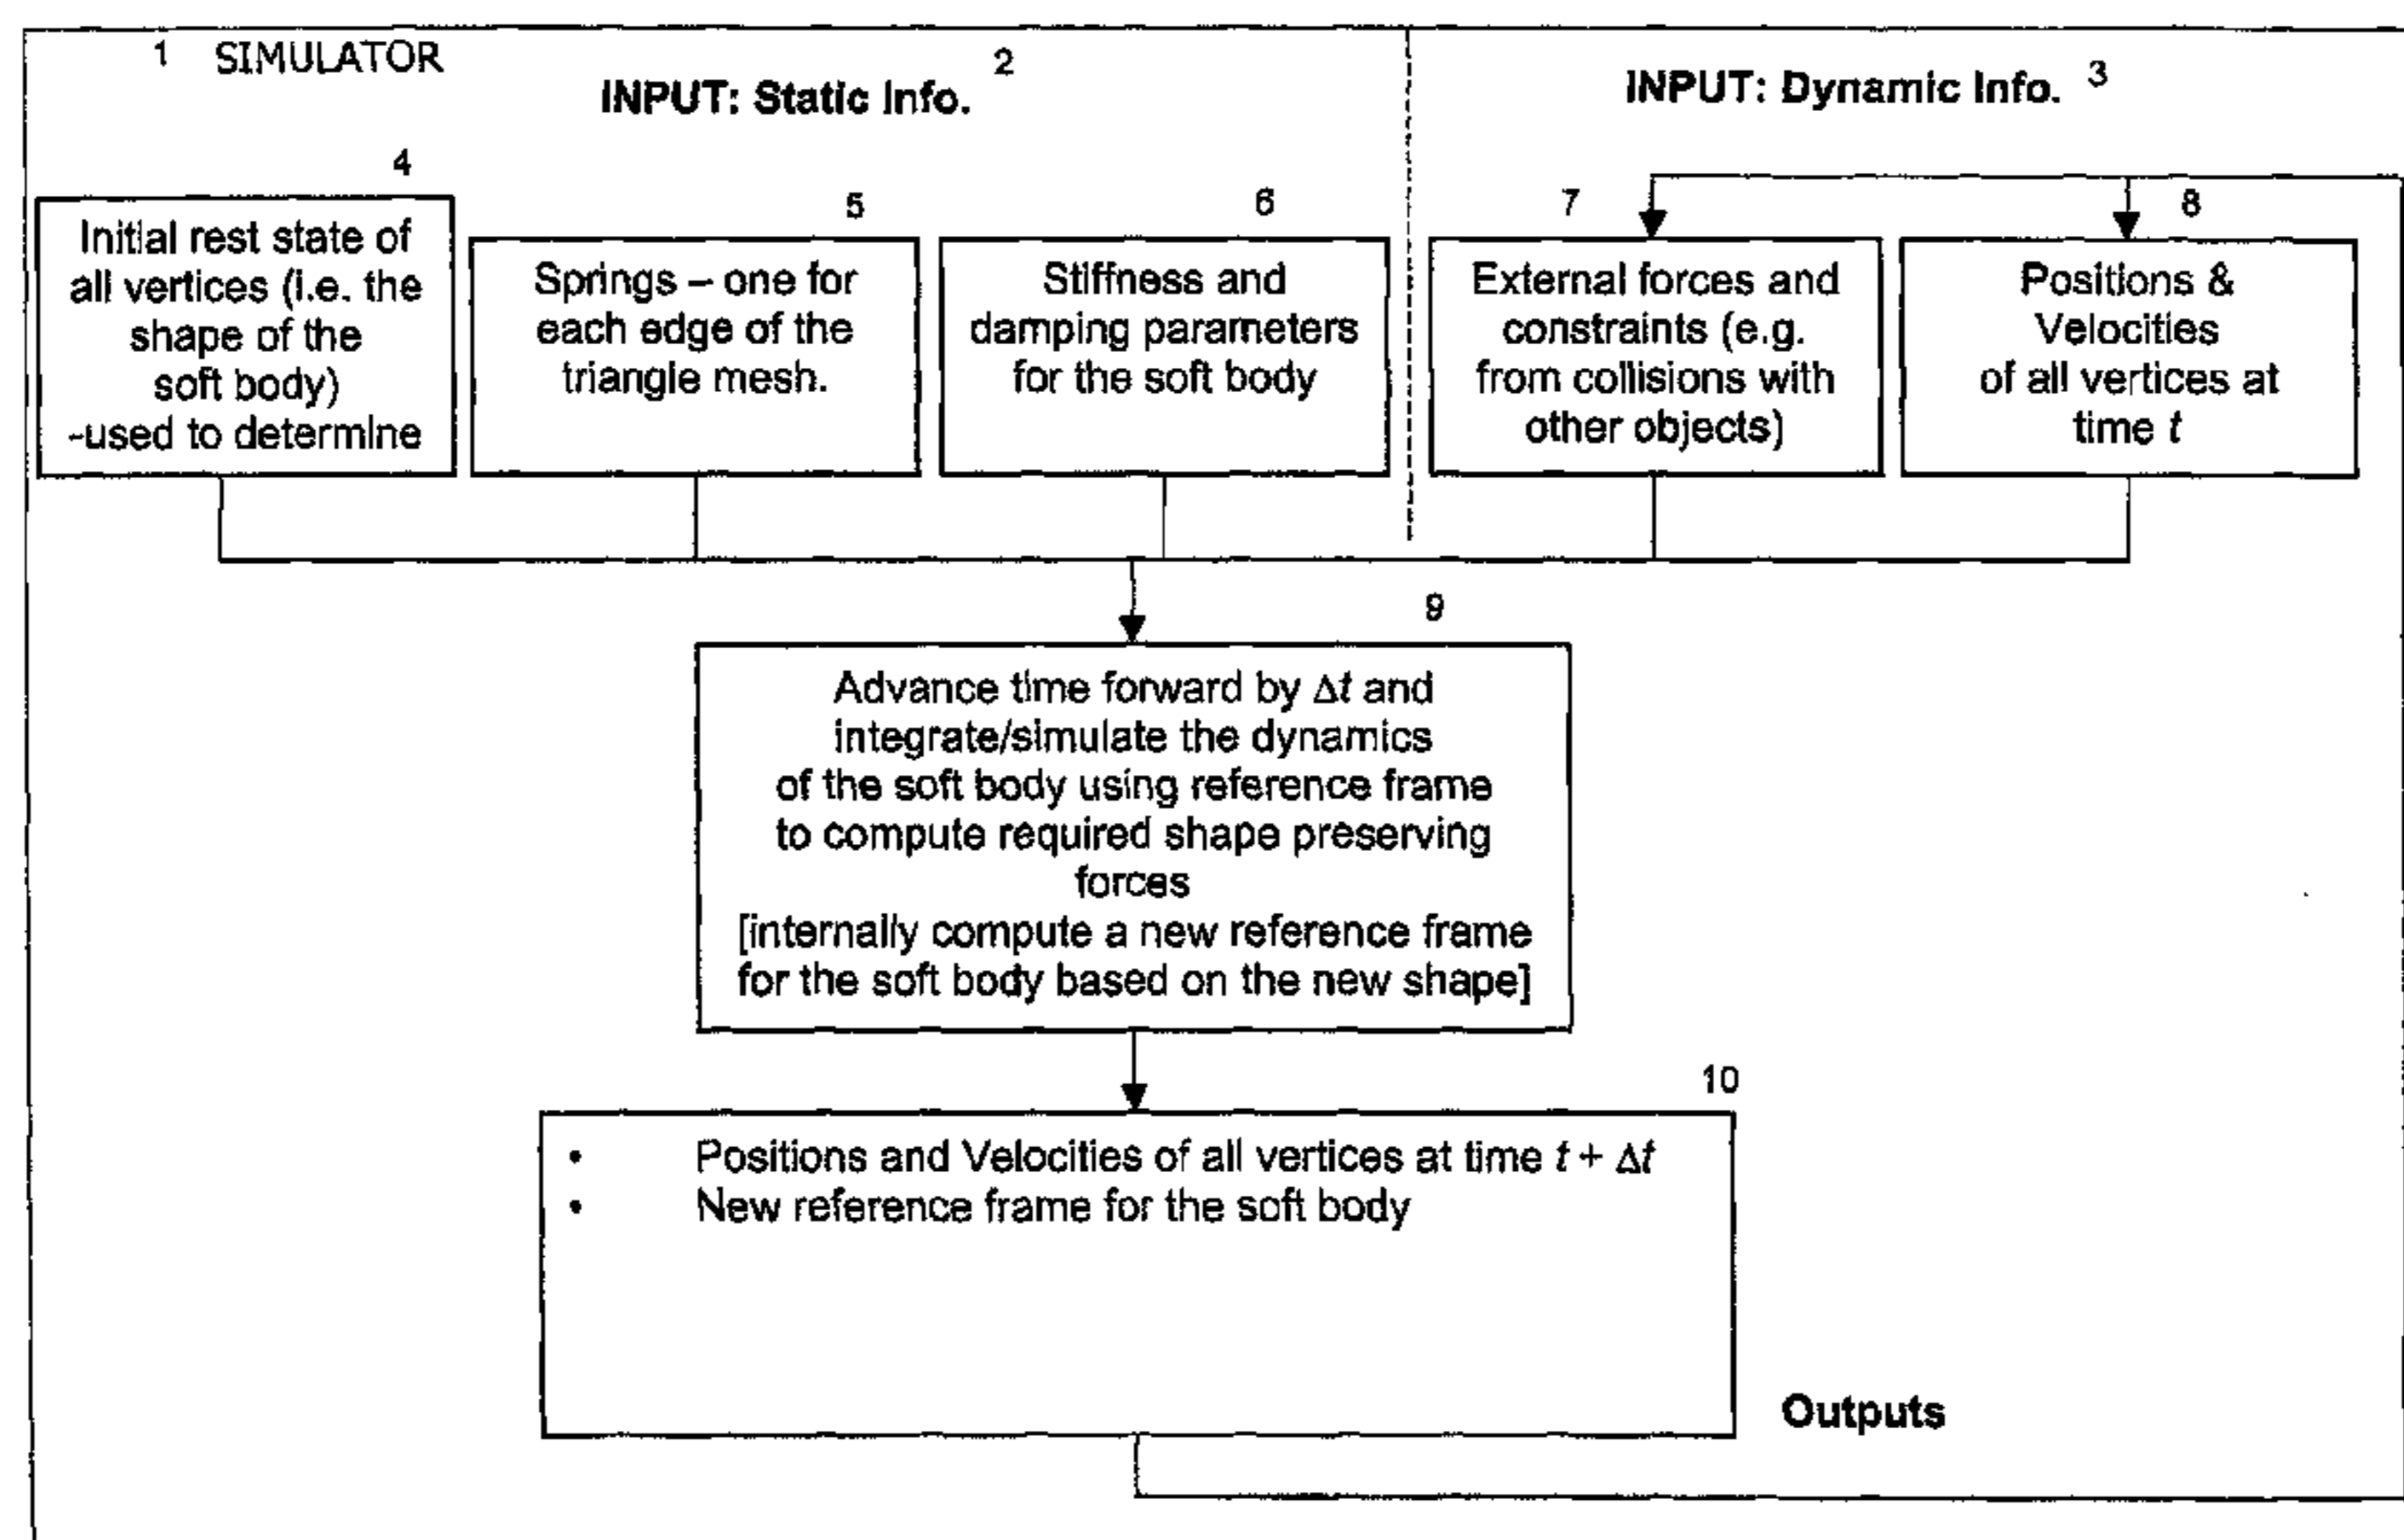 1 SIMULATOR
2
INPUT: Static Info.
INPUT: Dynamic Info. 3
4
Initial rest state of
all vertices (i.e. the
shape of the
soft body)
-used to determine
5
Springs – one for
each edge of the
triangle mesh.
6
Stiffness and
damping parameters
for the soft body
7
External forces and
constraints (e.g.
from collisions with
other objects)
8
Positions &
Velocities
of all vertices at
time t
9
Advance time forward by Δt and
integrate/simulate the dynamics
of the soft body using reference frame
to compute required shape preserving
forces
[internally compute a new reference frame
for the soft body based on the new shape]
10
• Positions and Velocities of all vertices at time t + Δt
• New reference frame for the soft body
Outputs